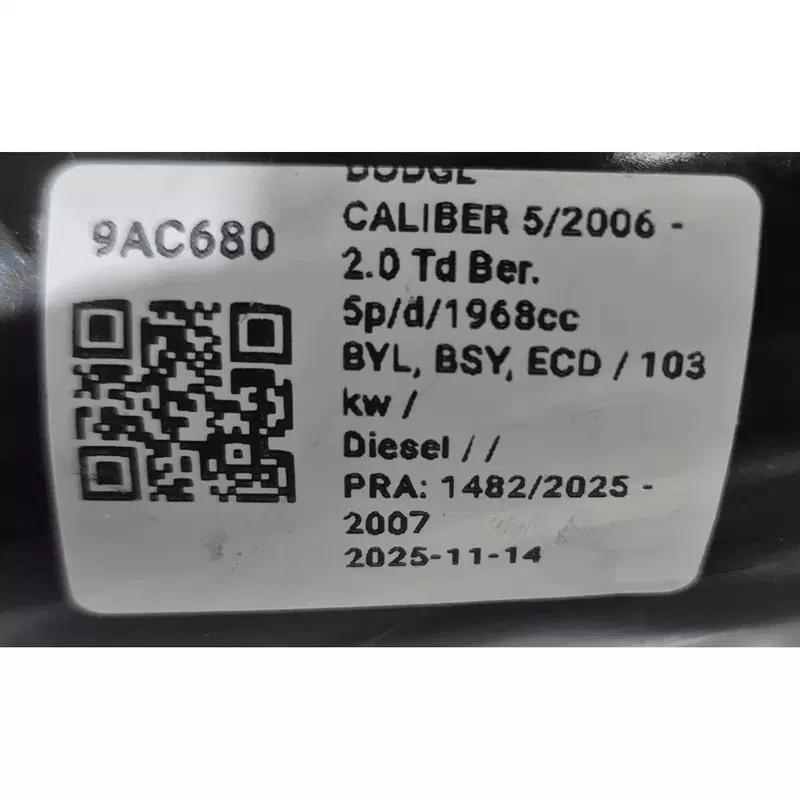 9AC680
DODGE
CALIBER 5/2006 -
2.0 Td Ber.
5p/d/1968cc
BYL, BSY, ECD / 103
kw /
Diesel / /
PRA: 1482/2025 -
2007
2025-11-14